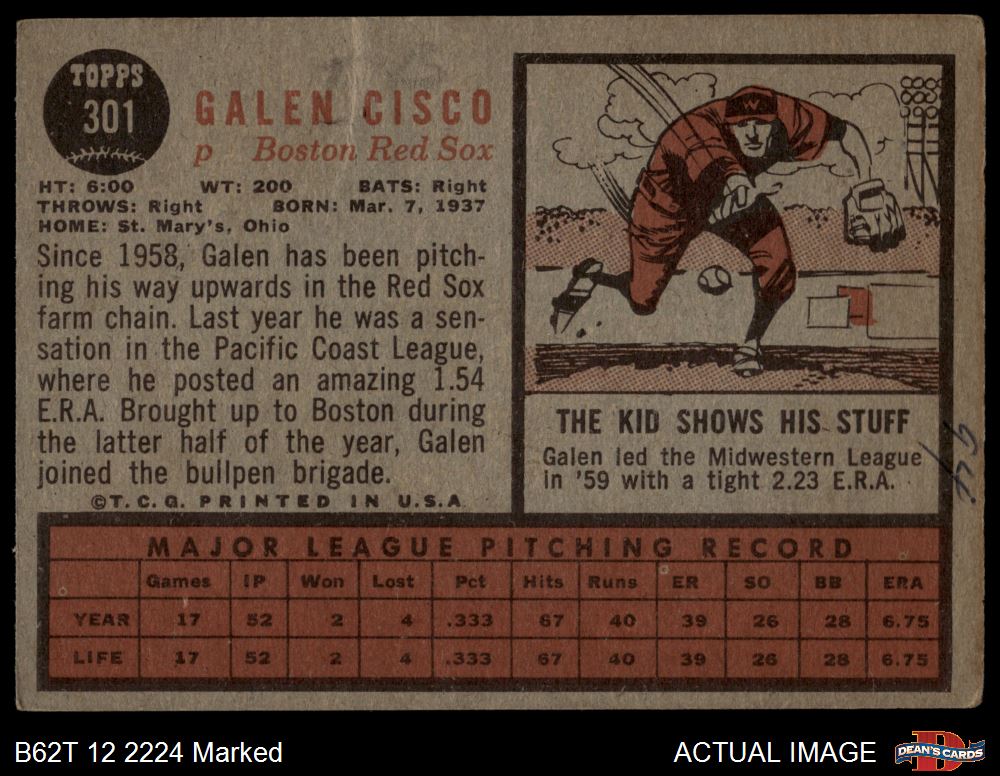 TOPPS
301
GALEN CISCO
p Boston Red Sox
HT: 6:00 WT: 200 BATS: Right
THROWS: Right BORN: Mar. 7, 1937
HOME: St. Mary's, Ohio
Since 1958, Galen has been pitch-
ing his way upwards in the Red Sox
farm chain. Last year he was a sen-
sation in the Pacific Coast League,
where he posted an amazing 1.54
E.R.A. Brought up to Boston during
the latter half of the year, Galen
joined the bullpen brigade.
©T.C.G. PRINTED IN U.S.A.
W
THE KID SHOWS HIS STUFF
Galen led the Midwestern League
in '59 with a tight 2.23 E.R.A.
MAJOR LEAGUE PITCHING RECORD
Games IP Won Lost Pct Hits Runs ER SO BB ERA
YEAR 17 52 2 4 .333 67 40 39 26 28 6.75
LIFE 17 52 2 4 .333 67 40 39 26 28 6.75
B62T 12 2224 Marked
ACTUAL IMAGE
DEAN'S CARDS